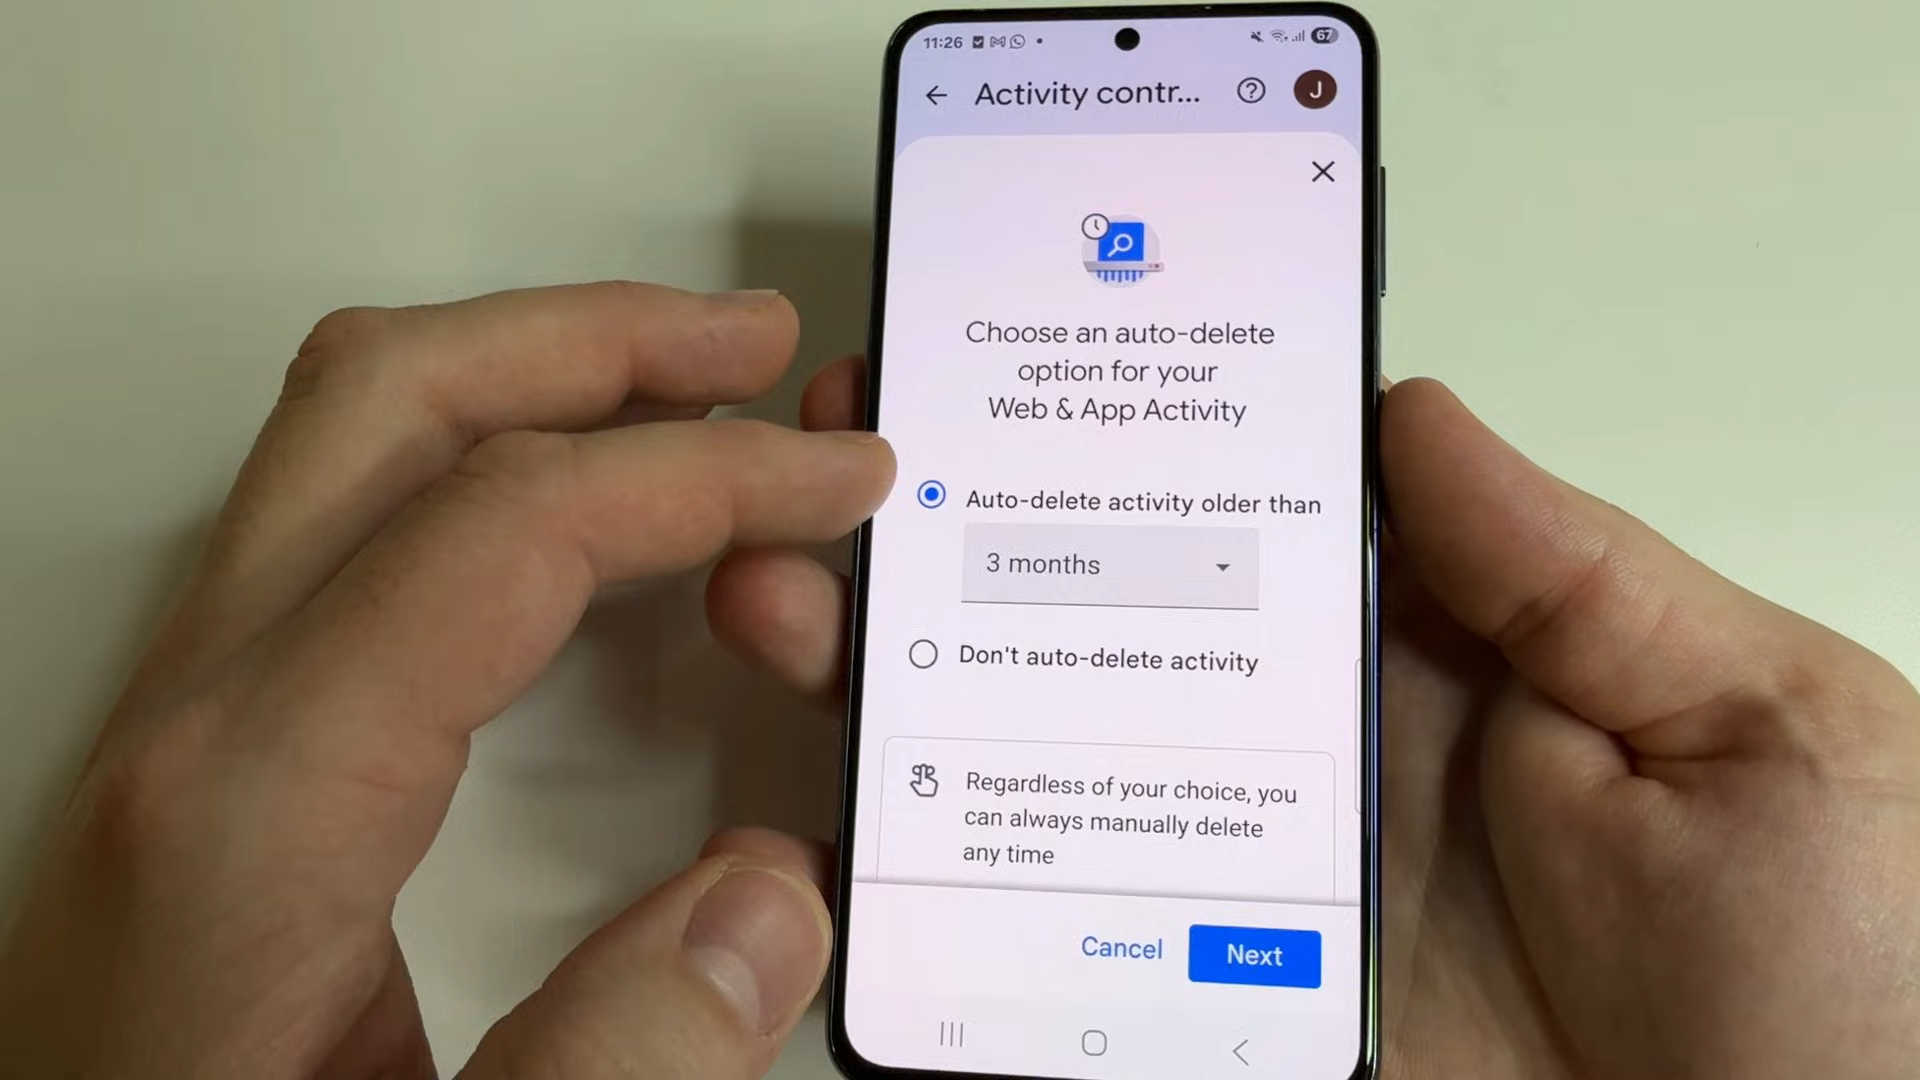 11:26
67
Activity contr...
J
Choose an auto-delete
option for your
Web & App Activity
Auto-delete activity older than
3 months
Don't auto-delete activity
Regardless of your choice, you
can always manually delete
any time
Cancel
Next